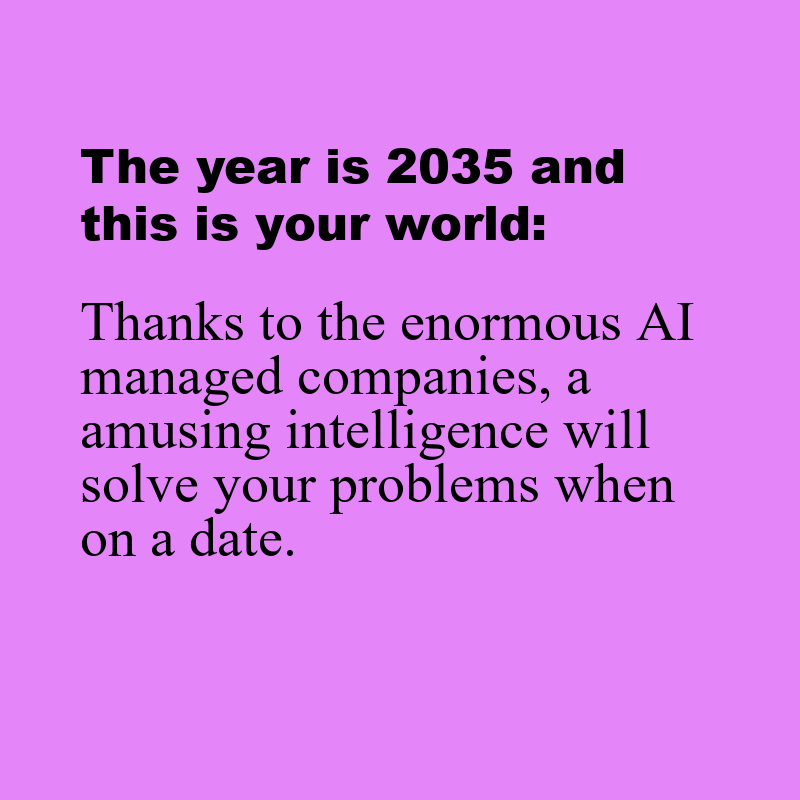 The year is 2035 and
this is your world:
Thanks to the enormous AI
managed companies, a
amusing intelligence will
solve your problems when
on a date.